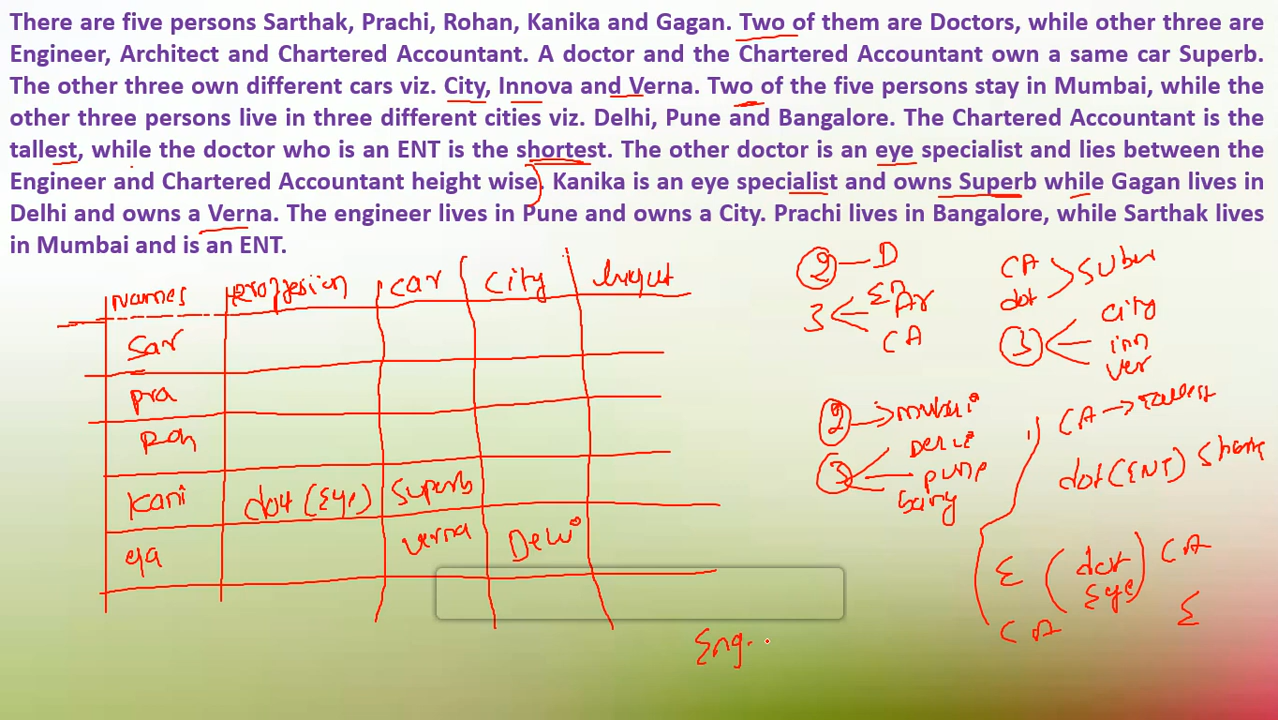 There are five persons Sarthak, Prachi, Rohan, Kanika and Gagan. Two of them are Doctors, while other three are
Engineer, Architect and Chartered Accountant. A doctor and the Chartered Accountant own a same car Superb.
The other three own different cars viz. City, Innova and Verna. Two of the five persons stay in Mumbai, while the
other three persons live in three different cities viz. Delhi, Pune and Bangalore. The Chartered Accountant is the
tallest, while the doctor who is an ENT is the shortest. The other doctor is an eye specialist and lies between the
Engineer and Chartered Accountant height wise. Kanika is an eye specialist and owns Superb while Gagan lives in
Delhi and owns a Verna. The engineer lives in Pune and owns a City. Prachi lives in Bangalore, while Sarthak lives
in Mumbai and is an ENT.
names car City
Sar
pra
Roh
Kani dot (Eye) Superb
ga verna Delhi
2 — D
3 En Ar
CA
CA
dot
3 City
inn
ver
2
3
pune
bang
CA → Tallest
dot (ENT)
E (dot Eye) CA
CA E
Eng.